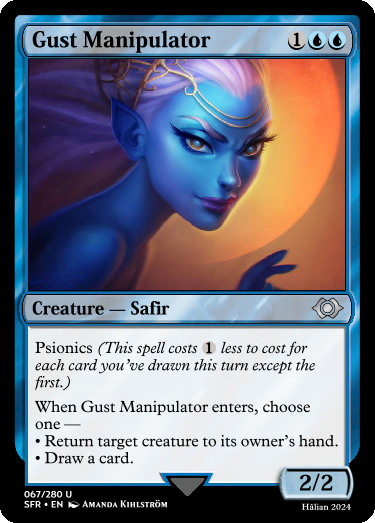 Gust Manipulator 1
Creature — Safir
Psionics (This spell costs 1 less to cost for
each card you've drawn this turn except the
first.)
When Gust Manipulator enters, choose
one —
• Return target creature to its owner's hand.
• Draw a card.
2/2
067/280 U
SFR • EN Amanda Kihlström
Hālian 2024